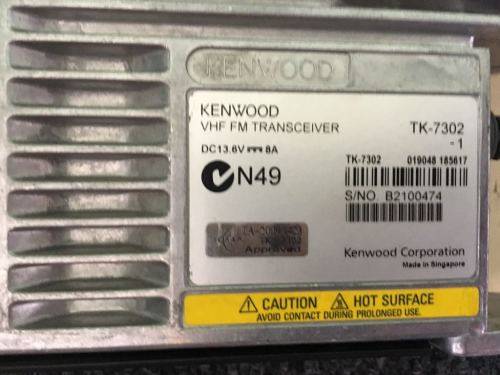 KENWOOD
KENWOOD
VHF FM TRANSCEIVER
TK-7302
-1
DC13.6V 8A
TK-7302 019048 185617
N49
S/NO. B2100474
Approved
Kenwood Corporation
Made in Singapore
CAUTION HOT SURFACE
AVOID CONTACT DURING PROLONGED USE.